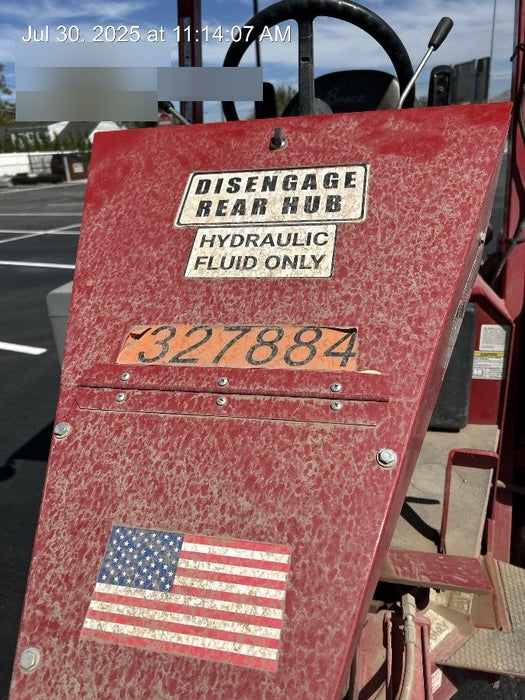 Jul 30, 2025 at 11:14:07 AM
DISENGAGE
REAR HUB
HYDRAULIC
FLUID ONLY
327884